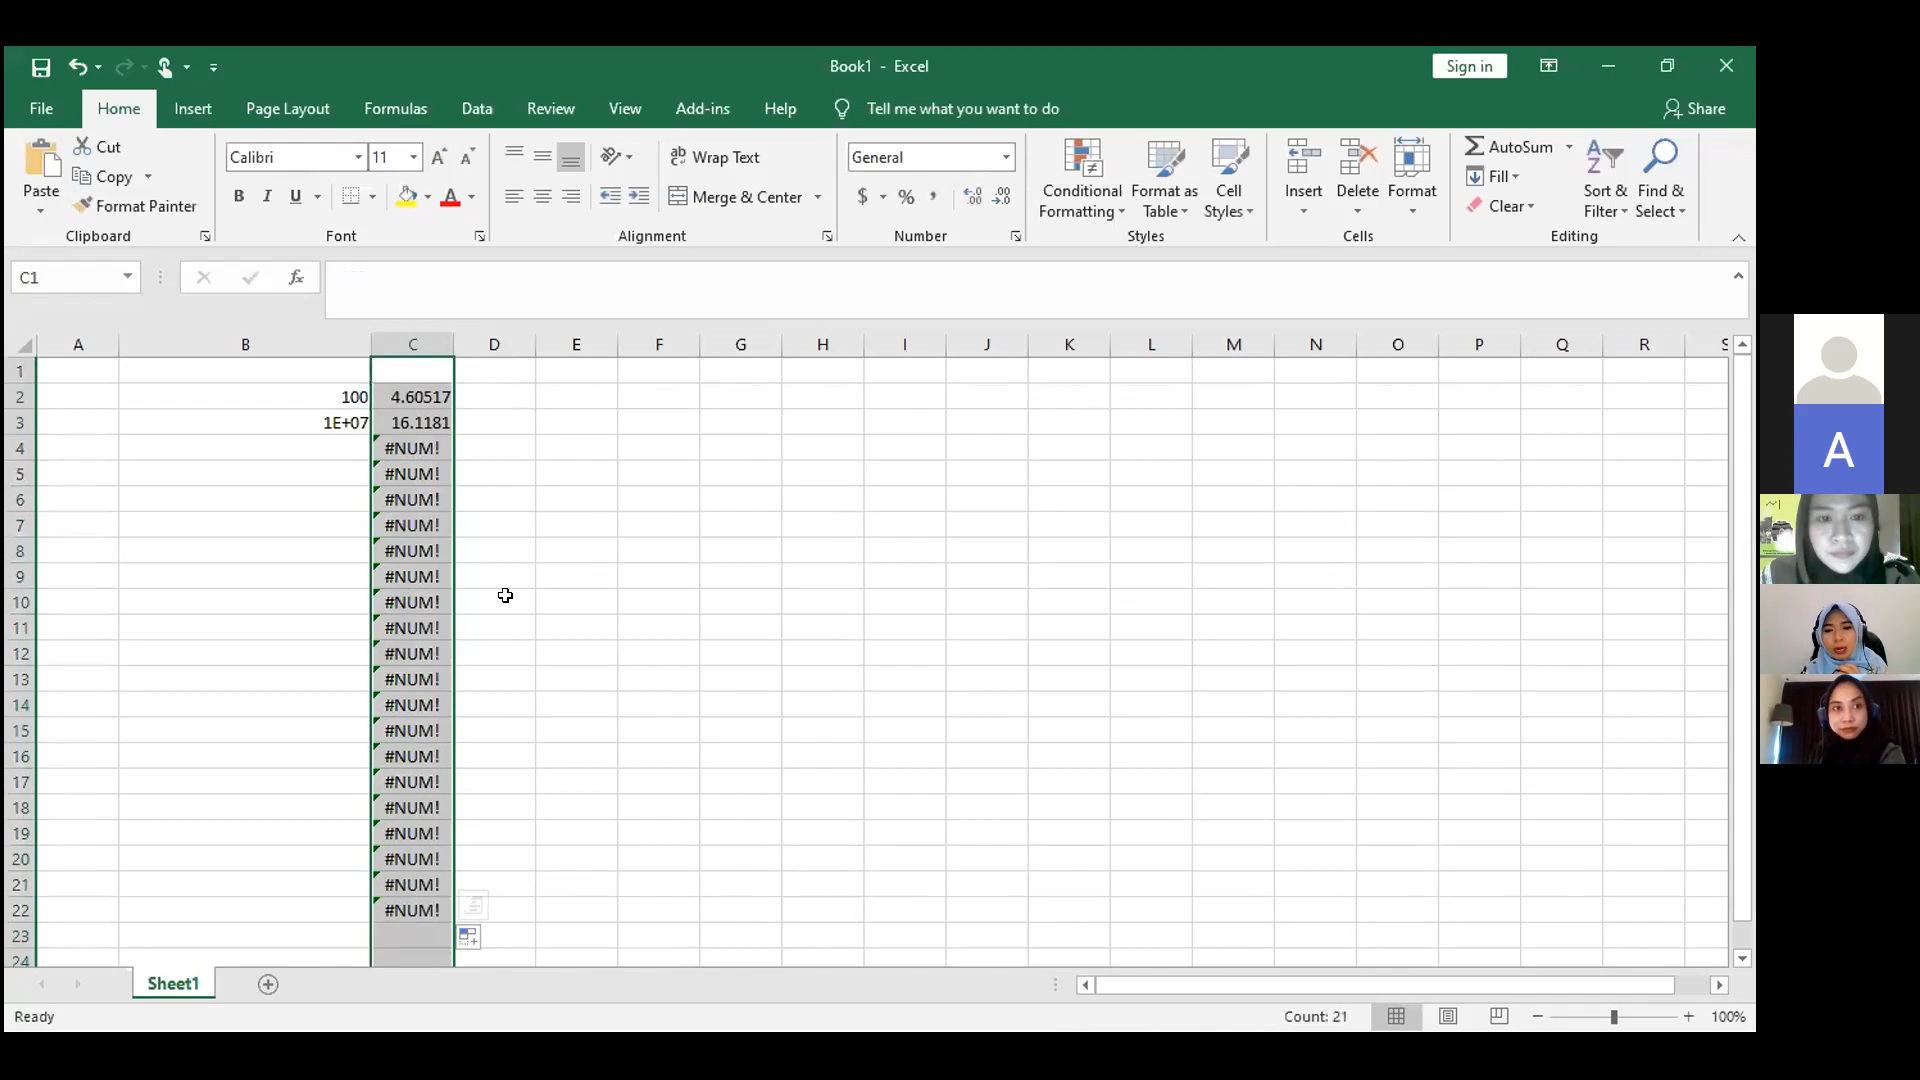 Book1 - Excel
Sign in
File Home Insert Page Layout Formulas Data Review View Add-ins Help Tell me what you want to do Share
Paste
Cut
Copy
Format Painter
Clipboard
Calibri 11
B I U
Font
Wrap Text
Merge & Center
Alignment
General
$ % ,
Number
Conditional Formatting
Format as Table
Cell Styles
Styles
Insert
Delete
Format
Cells
AutoSum
Fill
Clear
Sort & Filter
Find & Select
Editing
C1 fx
A B C D E F G H I J K L M N O P Q R S
1
2 100 4.60517
3 1E+07 16.1181
4 #NUM!
5 #NUM!
6 #NUM!
7 #NUM!
8 #NUM!
9 #NUM!
10 #NUM!
11 #NUM!
12 #NUM!
13 #NUM!
14 #NUM!
15 #NUM!
16 #NUM!
17 #NUM!
18 #NUM!
19 #NUM!
20 #NUM!
21 #NUM!
22 #NUM!
23
24
Sheet1
Ready
Count: 21
100%
A